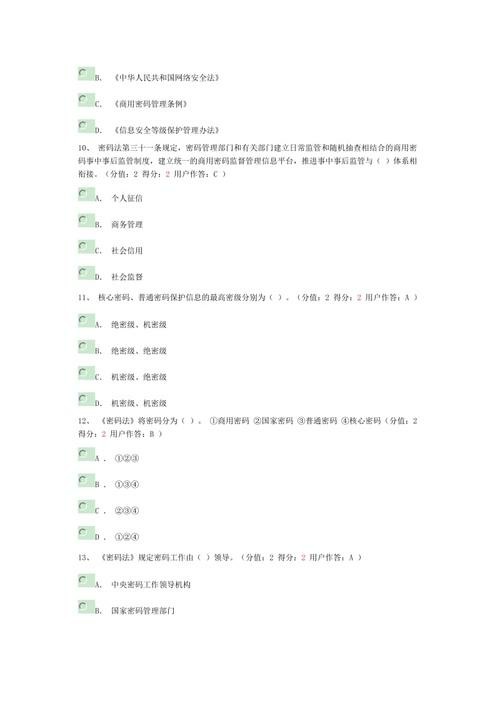 B. 《中华人民共和国网络安全法》
C. 《商用密码管理条例》
D. 《信息安全等级保护管理办法》
10、 密码法第三十一条规定，密码管理部门和有关部门建立日常监管和随机抽查相结合的商用密
码事中事后监管制度，建立统一的商用密码监督管理信息平台，推进事中事后监管与（ ）体系相
衔接。（分值：2 得分：2 用户作答：C ）
A. 个人征信
B. 商务管理
C. 社会信用
D. 社会监督
11、 核心密码、普通密码保护信息的最高密级分别为（ ）。（分值：2 得分：2 用户作答：A ）
A. 绝密级、机密级
B. 绝密级、绝密级
C. 机密级、绝密级
D. 机密级、机密级
12、 《密码法》将密码分为（ ）。 ①商用密码 ②国家密码 ③普通密码 ④核心密码（分值：2
得分：2 用户作答：B ）
A . ①②③
B . ①③④
C . ②③④
D . ①②④
13、 《密码法》规定密码工作由（ ）领导。（分值：2 得分：2 用户作答：A ）
A. 中央密码工作领导机构
B. 国家密码管理部门